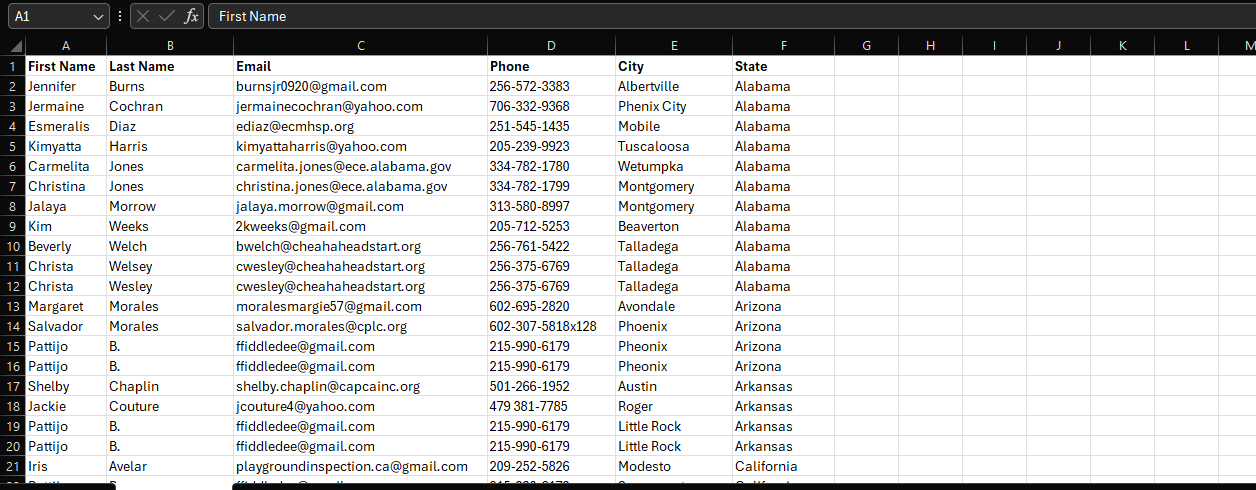 A1 fx First Name
A B C D E F G H I J K L M
1 First Name Last Name Email Phone City State
2 Jennifer Burns burnsjr0920@gmail.com 256-572-3383 Albertville Alabama
3 Jermaine Cochran jermainecochran@yahoo.com 706-332-9368 Phenix City Alabama
4 Esmeralis Diaz ediaz@ecmhsp.org 251-545-1435 Mobile Alabama
5 Kimyatta Harris kimyattaharris@yahoo.com 205-239-9923 Tuscaloosa Alabama
6 Carmelita Jones carmelita.jones@ece.alabama.gov 334-782-1780 Wetumpka Alabama
7 Christina Jones christina.jones@ece.alabama.gov 334-782-1799 Montgomery Alabama
8 Jalaya Morrow jalaya.morrow@gmail.com 313-580-8997 Montgomery Alabama
9 Kim Weeks 2kweeks@gmail.com 205-712-5253 Beaverton Alabama
10 Beverly Welch bwelch@cheahaheadstart.org 256-761-5422 Talladega Alabama
11 Christa Welsey cwesley@cheahaheadstart.org 256-375-6769 Talladega Alabama
12 Christa Wesley cwesley@cheahaheadstart.org 256-375-6769 Talladega Alabama
13 Margaret Morales moralesmargie57@gmail.com 602-695-2820 Avondale Arizona
14 Salvador Morales salvador.morales@cplc.org 602-307-5818x128 Phoenix Arizona
15 Pattijo B. ffiddledee@gmail.com 215-990-6179 Pheonix Arizona
16 Pattijo B. ffiddledee@gmail.com 215-990-6179 Pheonix Arizona
17 Shelby Chaplin shelby.chaplin@capcainc.org 501-266-1952 Austin Arkansas
18 Jackie Couture jcouture4@yahoo.com 479 381-7785 Roger Arkansas
19 Pattijo B. ffiddledee@gmail.com 215-990-6179 Little Rock Arkansas
20 Pattijo B. ffiddledee@gmail.com 215-990-6179 Little Rock Arkansas
21 Iris Avelar playgroundinspection.ca@gmail.com 209-252-5826 Modesto California